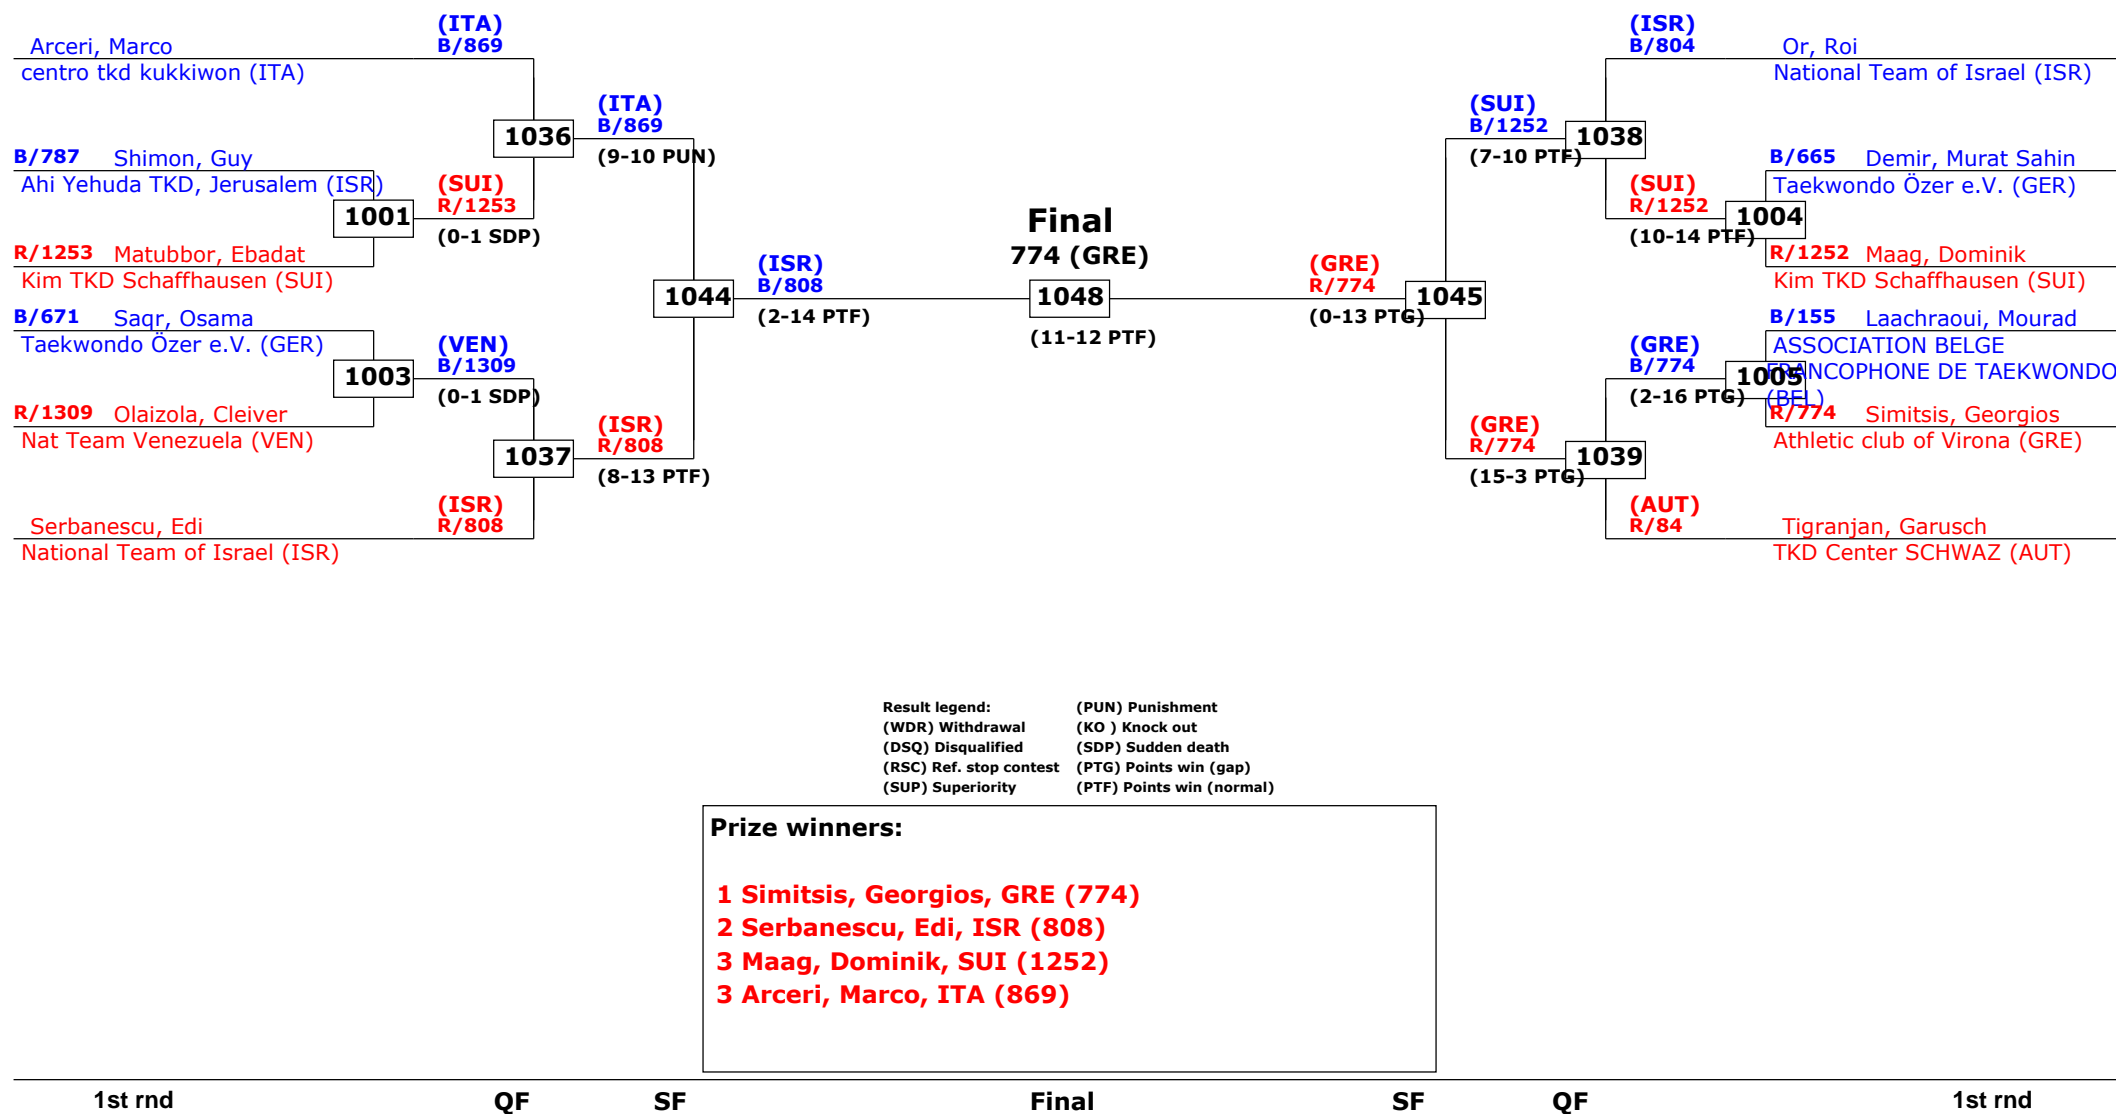 (ITA)
B/869
Arceri, Marco
centro tkd kukkiwon (ITA)
1036
(ITA)
B/869
(9-10 PUN)
B/787 Shimon, Guy
Ahi Yehuda TKD, Jerusalem (ISR)
1001
(SUI)
R/1253
(0-1 SDP)
R/1253 Matubbor, Ebadat
Kim TKD Schaffhausen (SUI)
1044
(ISR)
B/808
(2-14 PTF)
B/671 Saqr, Osama
Taekwondo Özer e.V. (GER)
1003
(VEN)
B/1309
(0-1 SDP)
R/1309 Olaizola, Cleiver
Nat Team Venezuela (VEN)
1037
(ISR)
R/808
(8-13 PTF)
(ISR)
R/808
Serbanescu, Edi
National Team of Israel (ISR)
Final
774 (GRE)
1048
(11-12 PTF)
(ISR)
B/804
Or, Roi
National Team of Israel (ISR)
(SUI)
B/1252
(7-10 PTF)
1038
B/665 Demir, Murat Sahin
Taekwondo Özer e.V. (GER)
(SUI)
R/1252
(10-14 PTF)
1004
R/1252 Maag, Dominik
Kim TKD Schaffhausen (SUI)
(GRE)
R/774
(0-13 PTG)
1045
B/155 Laachraoui, Mourad
ASSOCIATION BELGE
FRANCOPHONE DE TAEKWONDO
(BEL)
(GRE)
B/774
(2-16 PTG)
1005
R/774 Simitsis, Georgios
Athletic club of Virona (GRE)
(GRE)
R/774
(15-3 PTG)
1039
(AUT)
R/84
Tigranjan, Garusch
TKD Center SCHWAZ (AUT)
Result legend: (PUN) Punishment
(WDR) Withdrawal (KO ) Knock out
(DSQ) Disqualified (SDP) Sudden death
(RSC) Ref. stop contest (PTG) Points win (gap)
(SUP) Superiority (PTF) Points win (normal)
Prize winners:
1 Simitsis, Georgios, GRE (774)
2 Serbanescu, Edi, ISR (808)
3 Maag, Dominik, SUI (1252)
3 Arceri, Marco, ITA (869)
1st rnd QF SF Final SF QF 1st rnd